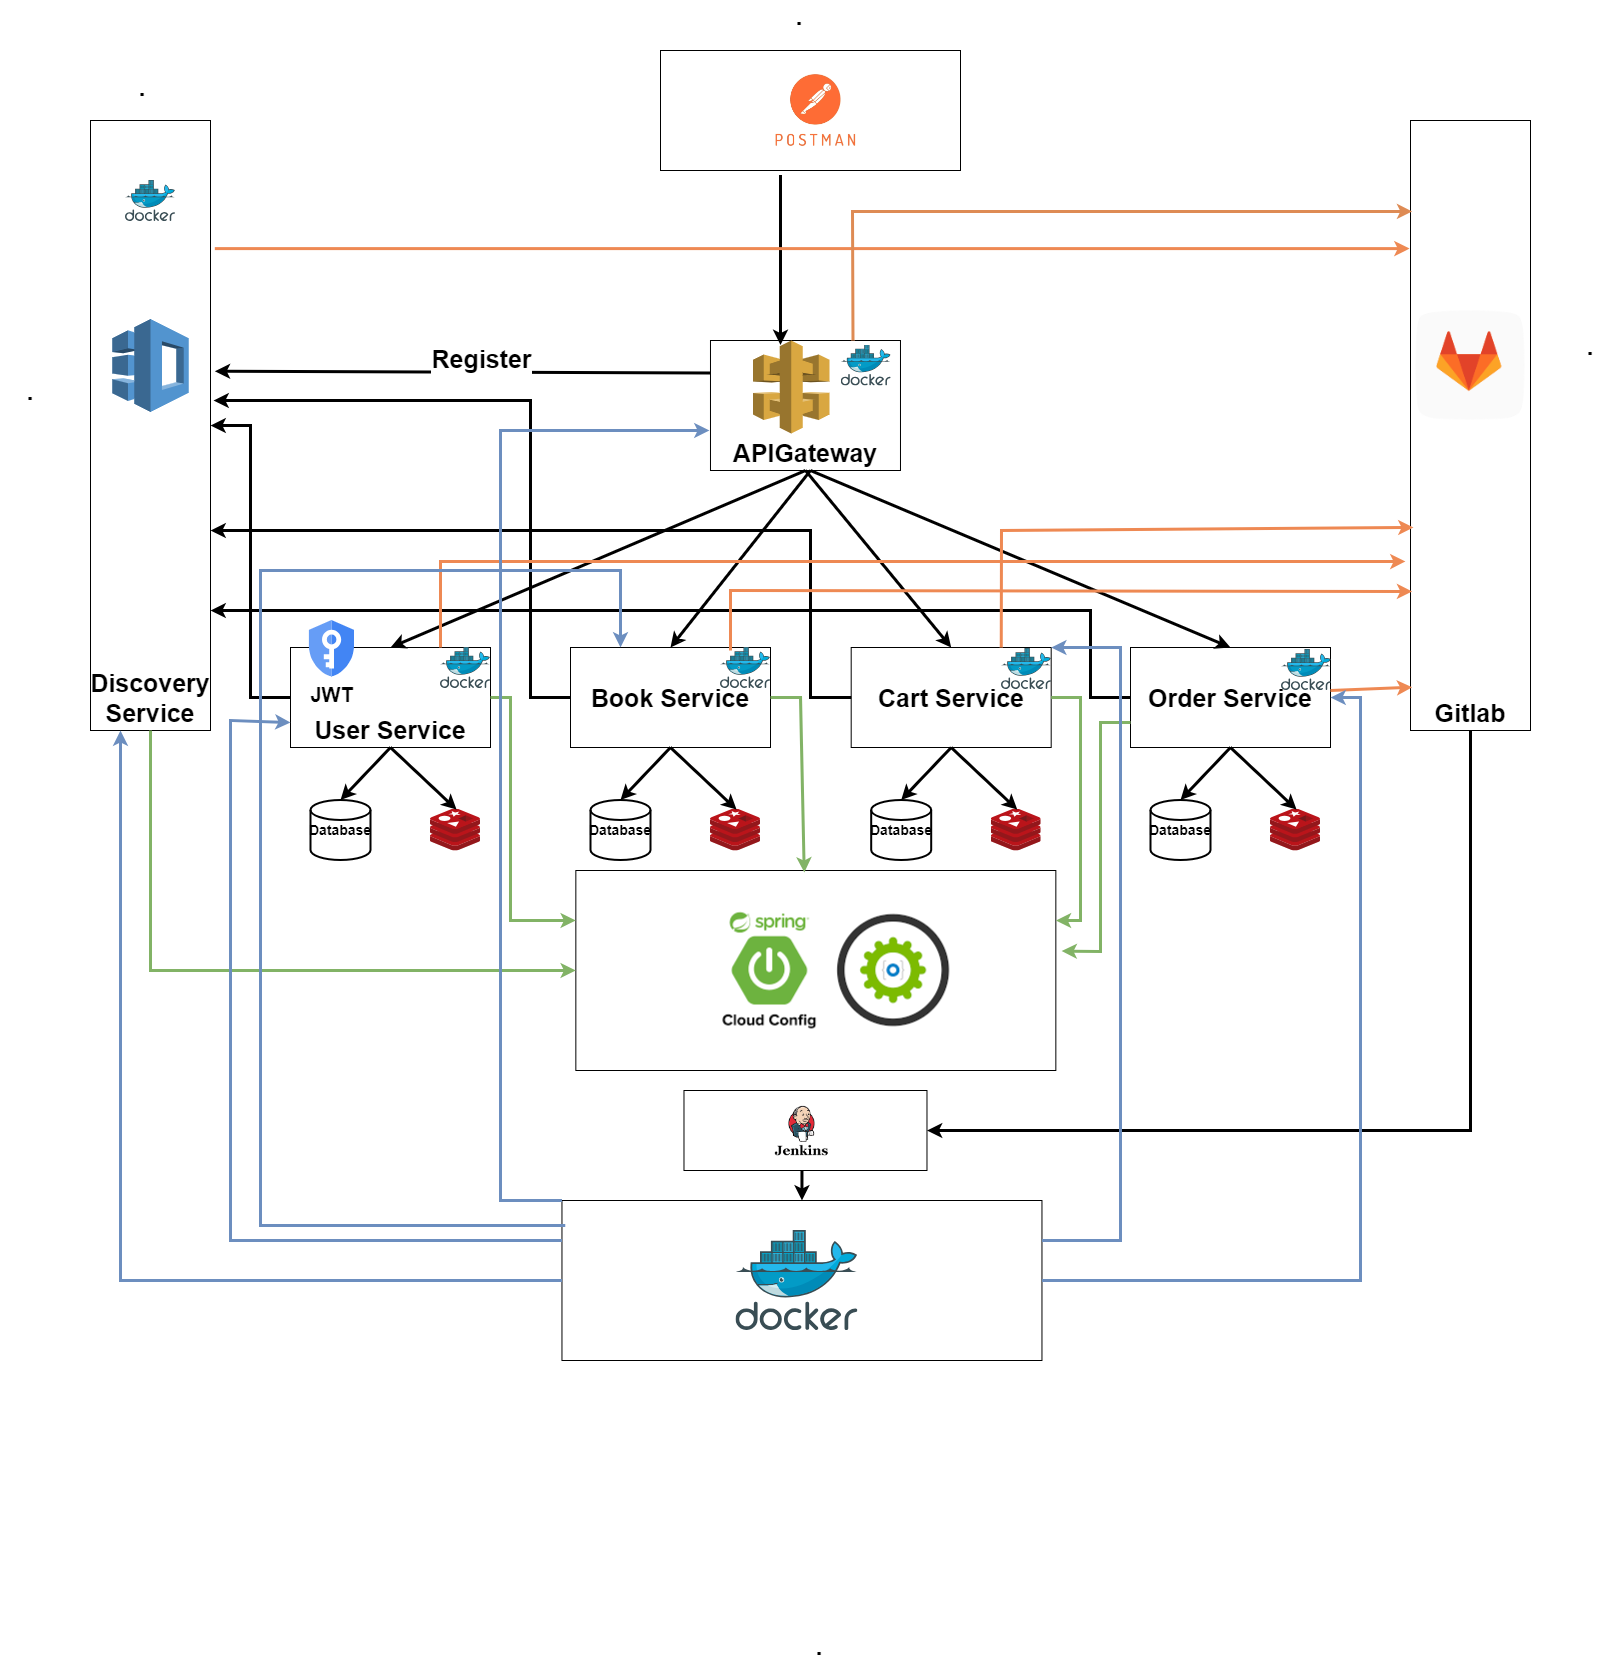 POSTMAN
docker
Register
docker
APIGateway
Discovery
Service
JWT
docker
User Service
docker
Book Service
docker
Cart Service
docker
Order Service
Gitlab
Database
Database
Database
Database
spring
Cloud Config
Jenkins
docker